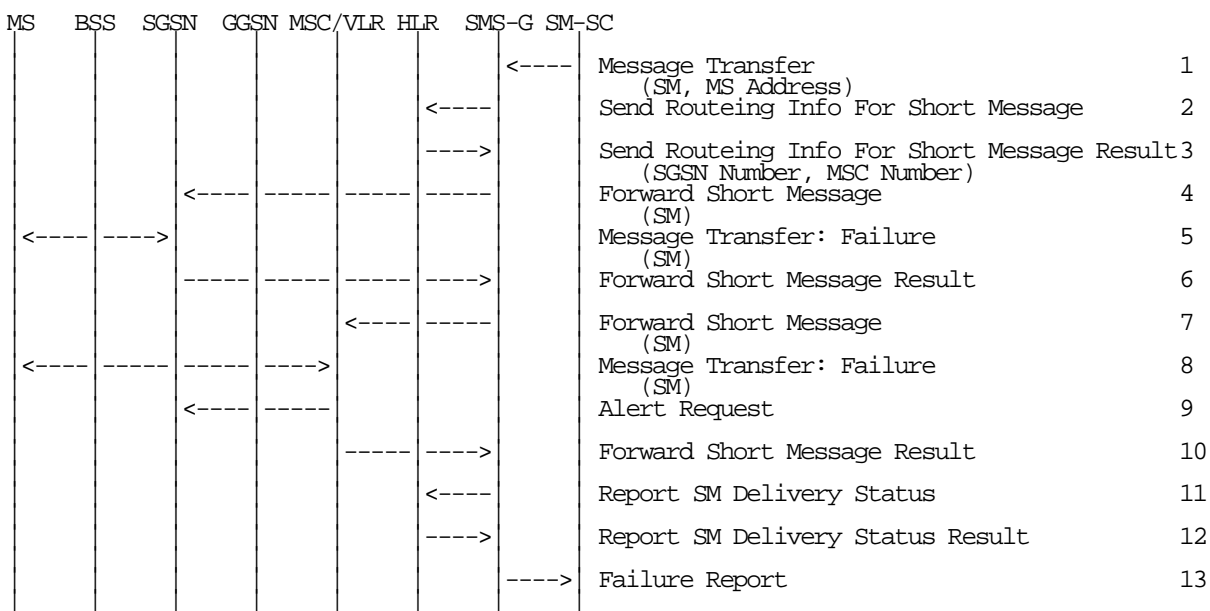 MS BSS SGSN GGSN MSC/VLR HLR SMS-G SM-SC
Message Transfer 1
(SM, MS Address)
Send Routeing Info For Short Message 2
Send Routeing Info For Short Message Result3
(SGSN Number, MSC Number)
Forward Short Message 4
(SM)
Message Transfer: Failure 5
(SM)
Forward Short Message Result 6
Forward Short Message 7
(SM)
Message Transfer: Failure 8
(SM)
Alert Request 9
Forward Short Message Result 10
Report SM Delivery Status 11
Report SM Delivery Status Result 12
Failure Report 13